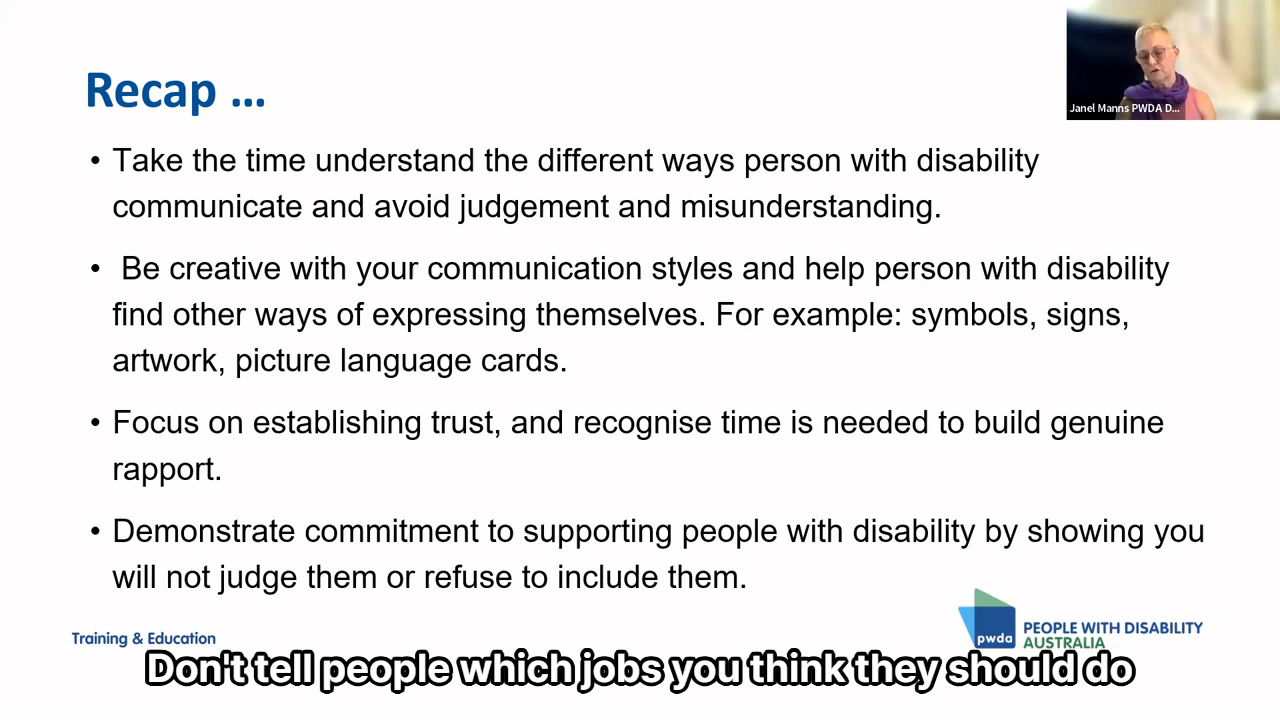 Janel Manns PWDA D...
Recap ...
• Take the time understand the different ways person with disability
communicate and avoid judgement and misunderstanding.
• Be creative with your communication styles and help person with disability
find other ways of expressing themselves. For example: symbols, signs,
artwork, picture language cards.
• Focus on establishing trust, and recognise time is needed to build genuine
rapport.
• Demonstrate commitment to supporting people with disability by showing you
will not judge them or refuse to include them.
Training & Education
pwda
PEOPLE WITH DISABILITY
AUSTRALIA
Don't tell people which jobs you think they should do